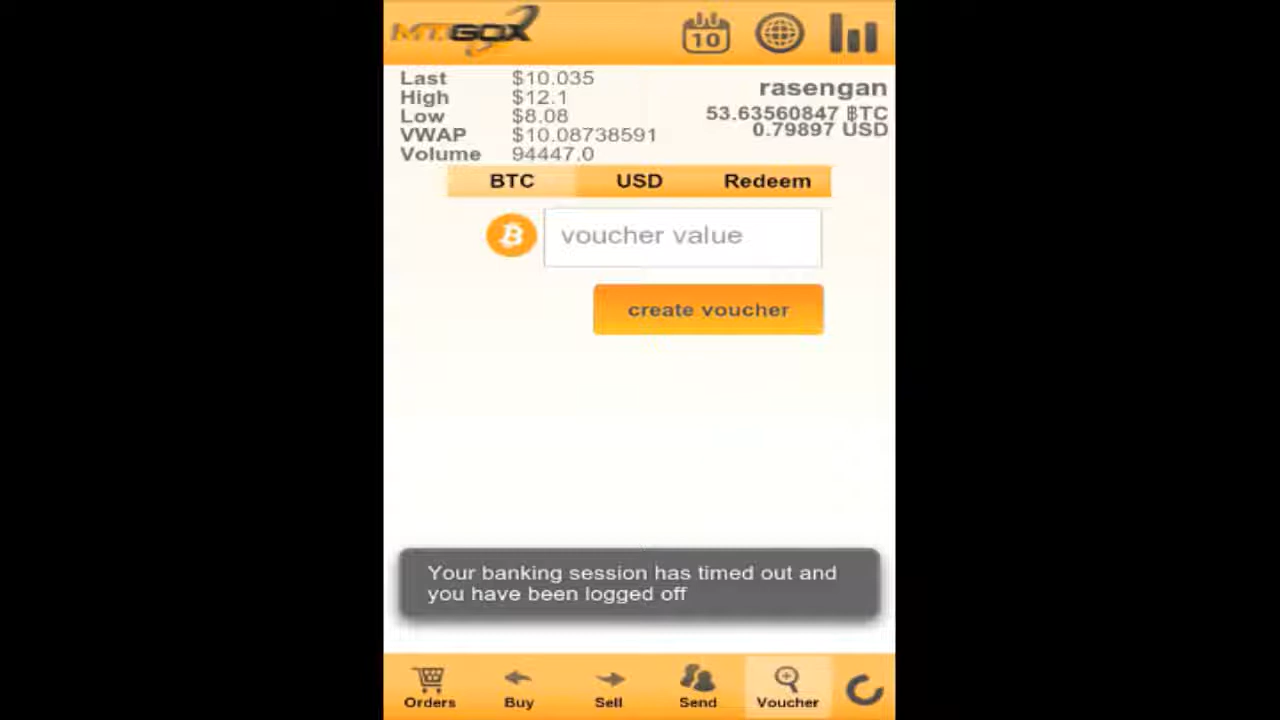 MT.GOX
10
Last $10.035
High $12.1
Low $8.08
VWAP $10.08738591
Volume 94447.0
rasengan
53.63560847 ฿TC
0.79897 USD
BTC USD Redeem
voucher value
create voucher
Your banking session has timed out and
you have been logged off
Orders Buy Sell Send Voucher